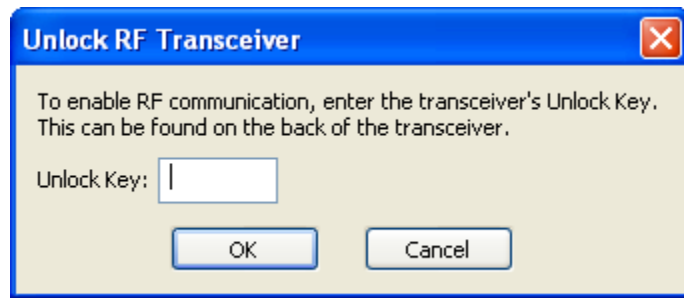 Unlock RF Transceiver
To enable RF communication, enter the transceiver's Unlock Key.
This can be found on the back of the transceiver.
Unlock Key:
OK Cancel